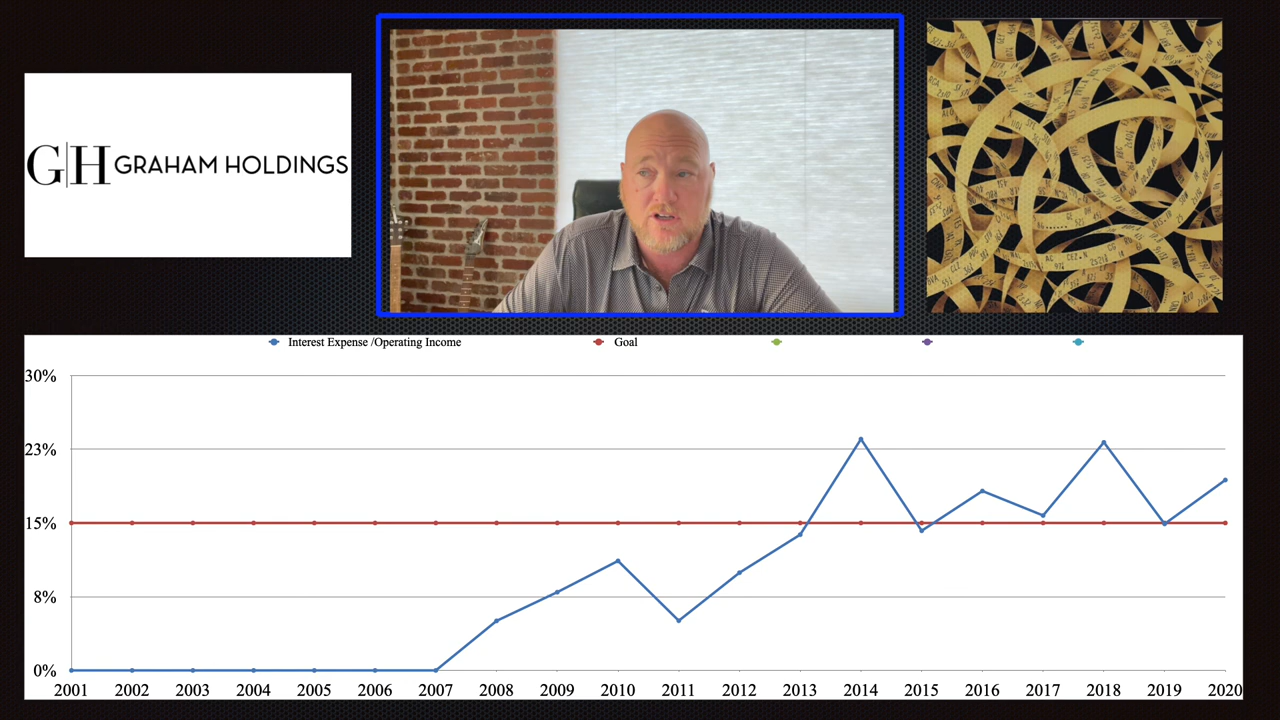 G|H GRAHAM HOLDINGS
Interest Expense /Operating Income
Goal
30%
23%
15%
8%
0%
2001 2002 2003 2004 2005 2006 2007 2008 2009 2010 2011 2012 2013 2014 2015 2016 2017 2018 2019 2020